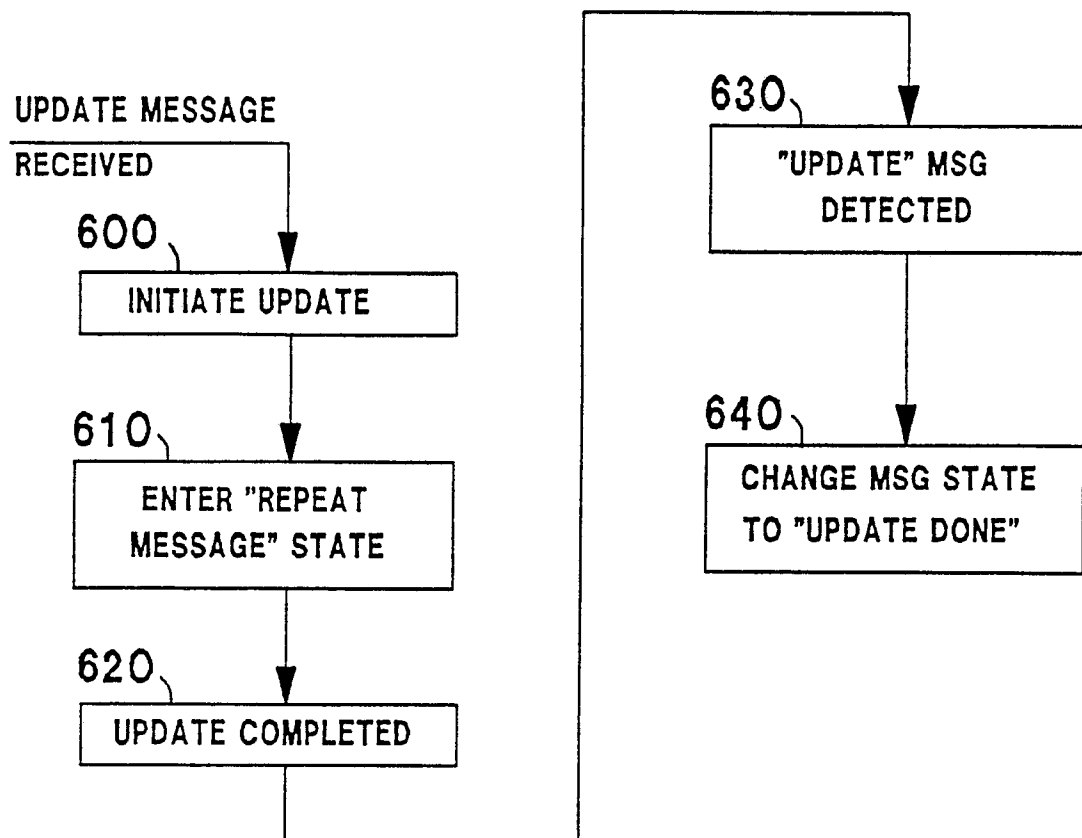 UPDATE MESSAGE
RECEIVED
600
INITIATE UPDATE
610
ENTER "REPEAT
MESSAGE" STATE
620
UPDATE COMPLETED
630
"UPDATE" MSG
DETECTED
640
CHANGE MSG STATE
TO "UPDATE DONE"